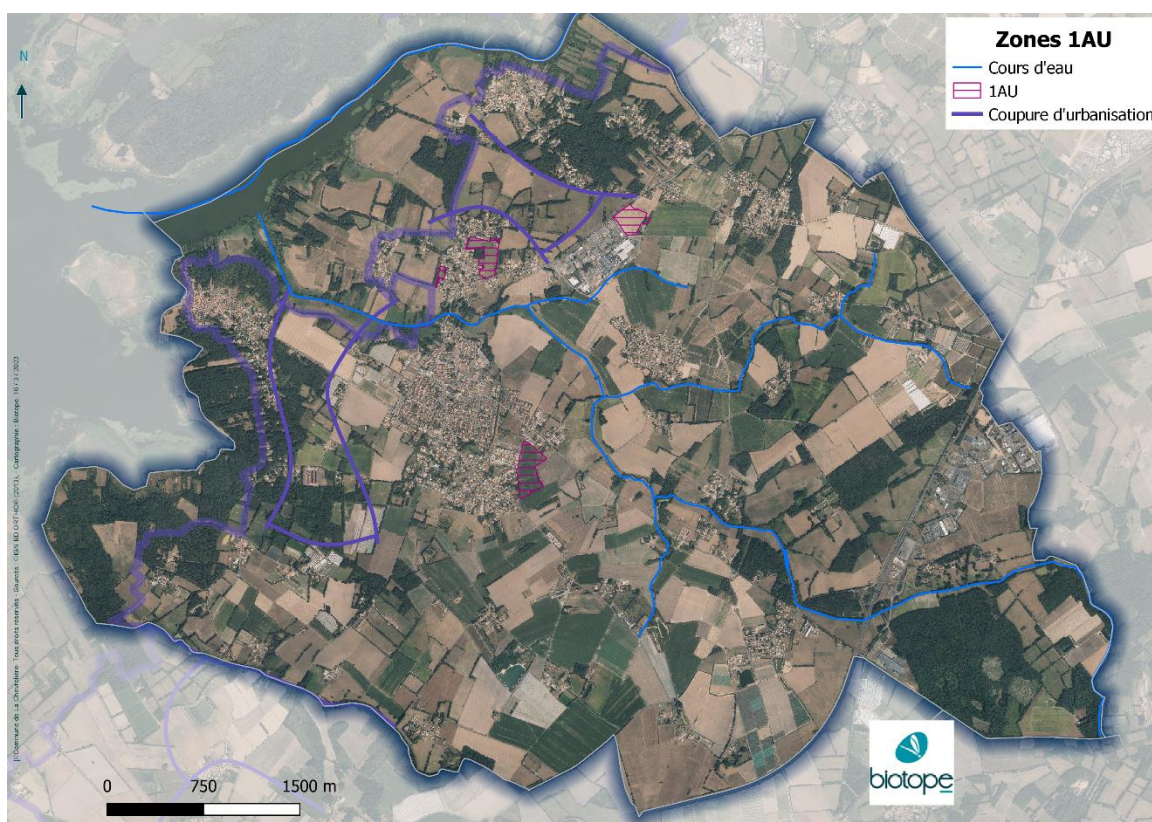 Zones 1AU
Cours d'eau
1AU
Coupure d'urbanisation
N
0 750 1500 m
biotope